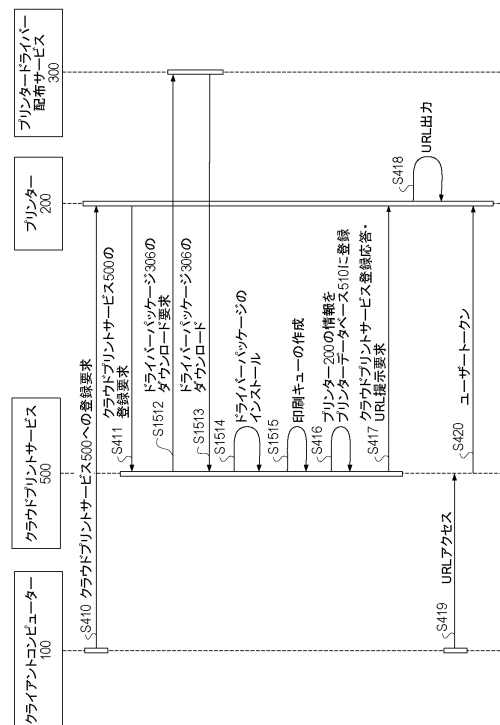 クライアントコンピューター
100
クラウドプリントサービス
500
プリンター
200
プリンタードライバー
配布サービス
300
S410
クラウドプリントサービス500への登録要求
S411
クラウドプリントサービス500の
登録要求
S1512
ドライバーパッケージ306の
ダウンロード要求
S1513
ドライバーパッケージ306の
ダウンロード
S1514
ドライバーパッケージの
インストール
S1515
印刷キューの作成
S416
プリンター200の情報を
プリンターデータベース510に登録
S417
クラウドプリントサービス登録応答・
URL提示要求
S418
URL出力
S419
URLアクセス
S420
ユーザートークン